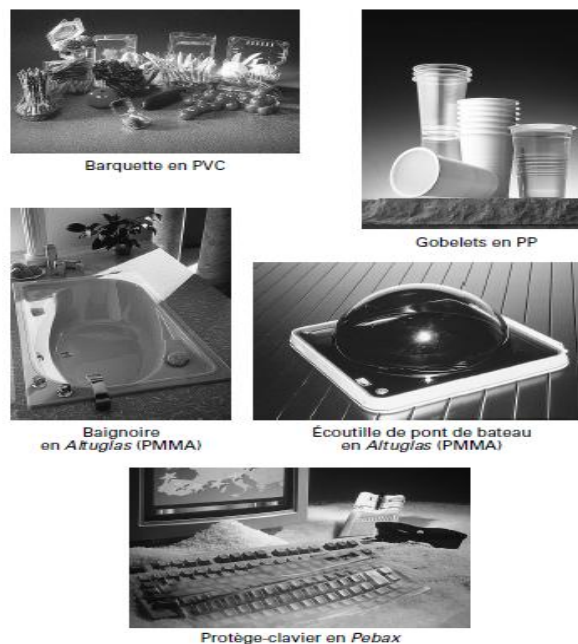 Barquette en PVC
Gobelets en PP
Baignoire
en Altuglas (PMMA)
Écoutille de pont de bateau
en Altuglas (PMMA)
Protège-clavier en Pebax